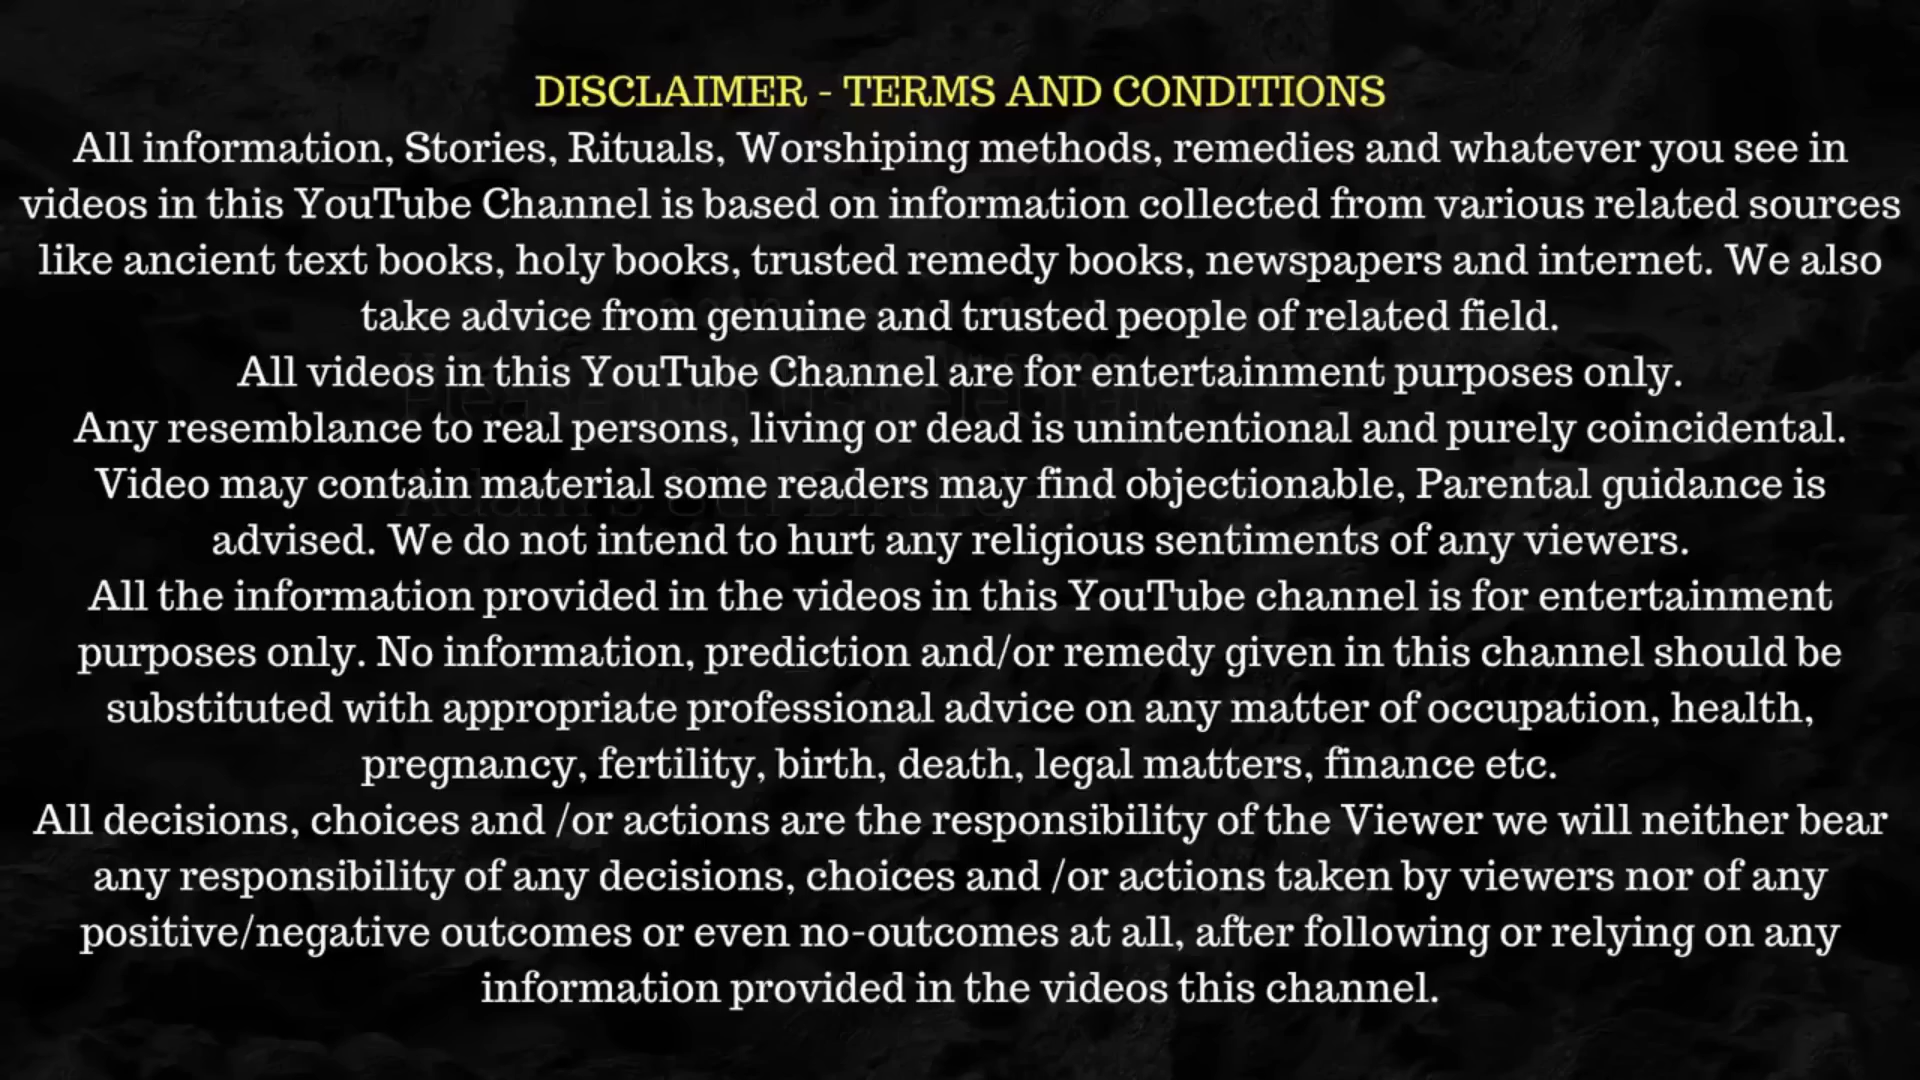 DISCLAIMER - TERMS AND CONDITIONS
All information, Stories, Rituals, Worshiping methods, remedies and whatever you see in
videos in this YouTube Channel is based on information collected from various related sources
like ancient text books, holy books, trusted remedy books, newspapers and internet. We also
take advice from genuine and trusted people of related field.
All videos in this YouTube Channel are for entertainment purposes only.
Any resemblance to real persons, living or dead is unintentional and purely coincidental.
Video may contain material some readers may find objectionable, Parental guidance is
advised. We do not intend to hurt any religious sentiments of any viewers.
All the information provided in the videos in this YouTube channel is for entertainment
purposes only. No information, prediction and/or remedy given in this channel should be
substituted with appropriate professional advice on any matter of occupation, health,
pregnancy, fertility, birth, death, legal matters, finance etc.
All decisions, choices and /or actions are the responsibility of the Viewer we will neither bear
any responsibility of any decisions, choices and /or actions taken by viewers nor of any
positive/negative outcomes or even no-outcomes at all, after following or relying on any
information provided in the videos this channel.